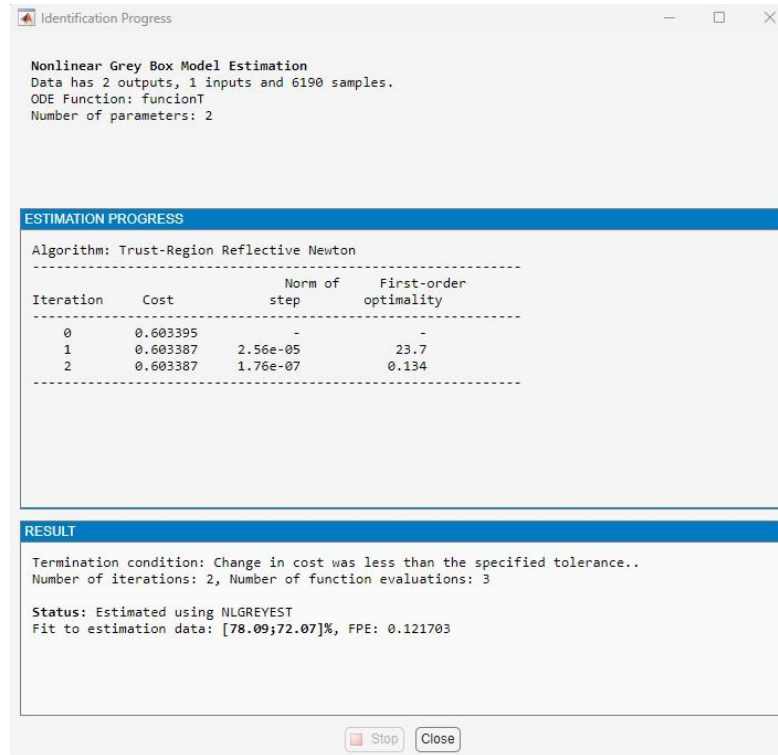 Identification Progress
Nonlinear Grey Box Model Estimation
Data has 2 outputs, 1 inputs and 6190 samples.
ODE Function: funcionT
Number of parameters: 2
ESTIMATION PROGRESS
Algorithm: Trust-Region Reflective Newton
------------------------------------------------------------
Norm of First-order
Iteration Cost step optimality
------------------------------------------------------------
0 0.603395 - -
1 0.603387 2.56e-05 23.7
2 0.603387 1.76e-07 0.134
------------------------------------------------------------
RESULT
Termination condition: Change in cost was less than the specified tolerance..
Number of iterations: 2, Number of function evaluations: 3
Status: Estimated using NLGREYEST
Fit to estimation data: [78.09;72.07]%, FPE: 0.121703
Stop Close